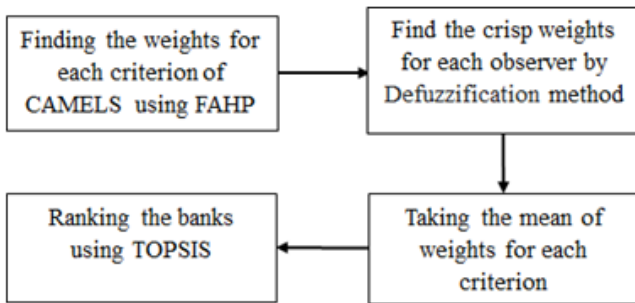 Finding the weights for
each criterion of
CAMELS using FAHP
Find the crisp weights
for each observer by
Defuzzification method
Taking the mean of
weights for each
criterion
Ranking the banks
using TOPSIS